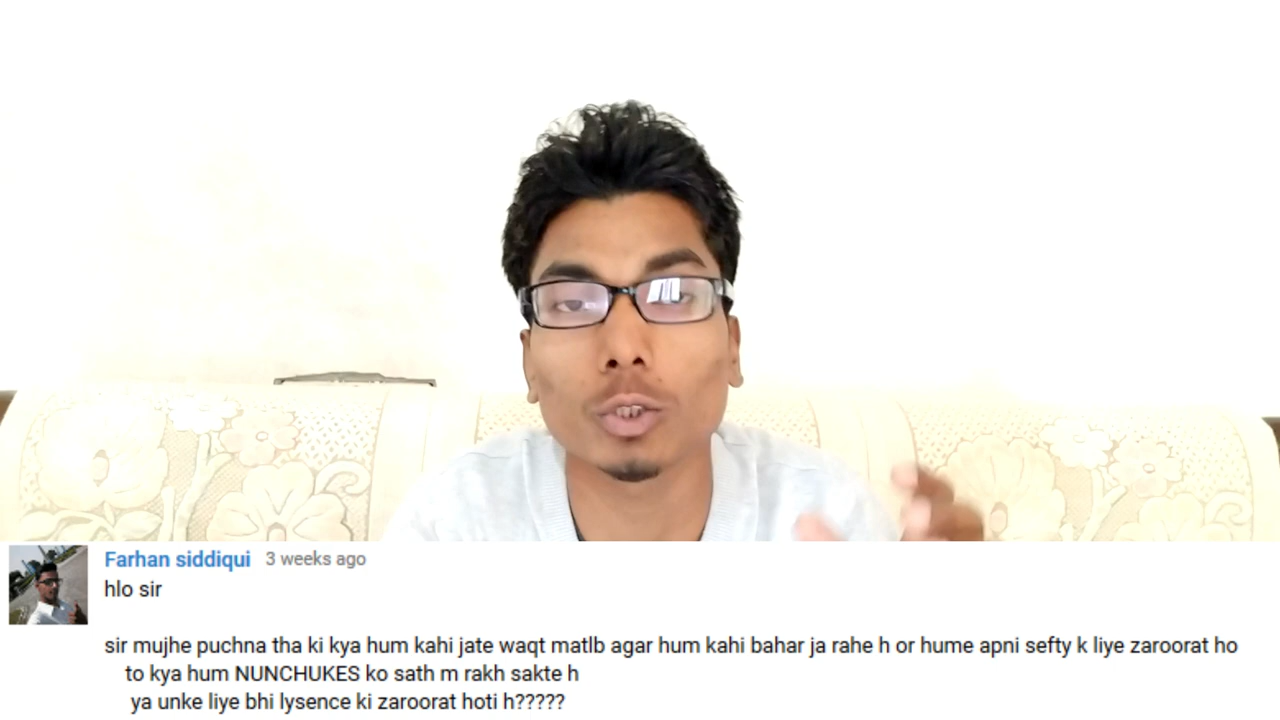 Farhan siddiqui 3 weeks ago
hlo sir
sir mujhe puchna tha ki kya hum kahi jate waqt matlb agar hum kahi bahar ja rahe h or hume apni sefty k liye zaroorat ho
to kya hum NUNCHUKES ko sath m rakh sakte h
ya unke liye bhi lysence ki zaroorat hoti h?????